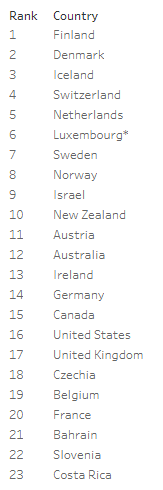 Rank Country
1 Finland
2 Denmark
3 Iceland
4 Switzerland
5 Netherlands
6 Luxembourg*
7 Sweden
8 Norway
9 Israel
10 New Zealand
11 Austria
12 Australia
13 Ireland
14 Germany
15 Canada
16 United States
17 United Kingdom
18 Czechia
19 Belgium
20 France
21 Bahrain
22 Slovenia
23 Costa Rica